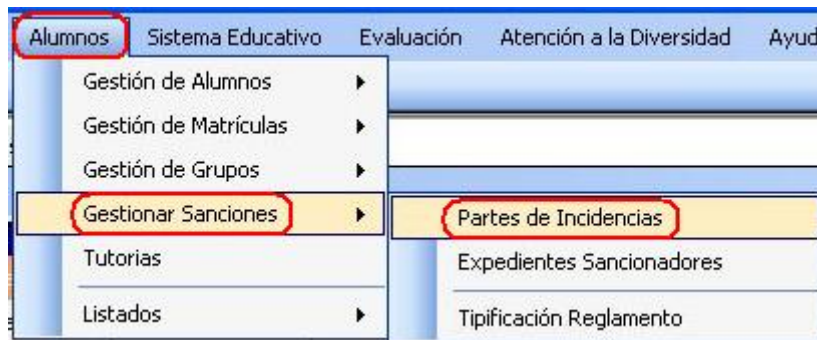 Alumnos Sistema Educativo Evaluación Atención a la Diversidad Ayud
Gestión de Alumnos
Gestión de Matrículas
Gestión de Grupos
Gestionar Sanciones
Partes de Incidencias
Tutorias
Expedientes Sancionadores
Listados
Tipificación Reglamento